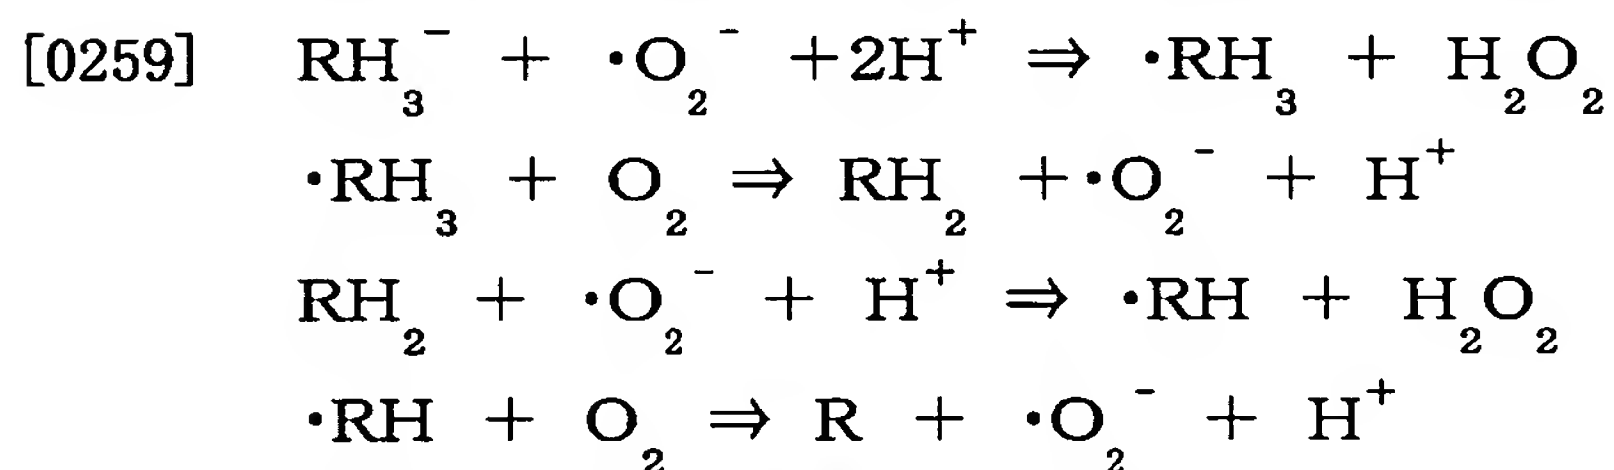 [0259] RH₃⁻ + ·O₂⁻ +2H⁺ ⇒ ·RH₃ + H₂O₂
·RH₃ + O₂ ⇒ RH₂ +·O₂⁻ + H⁺
RH₂ + ·O₂⁻ + H⁺ ⇒ ·RH + H₂O₂
·RH + O₂ ⇒ R + ·O₂⁻ + H⁺